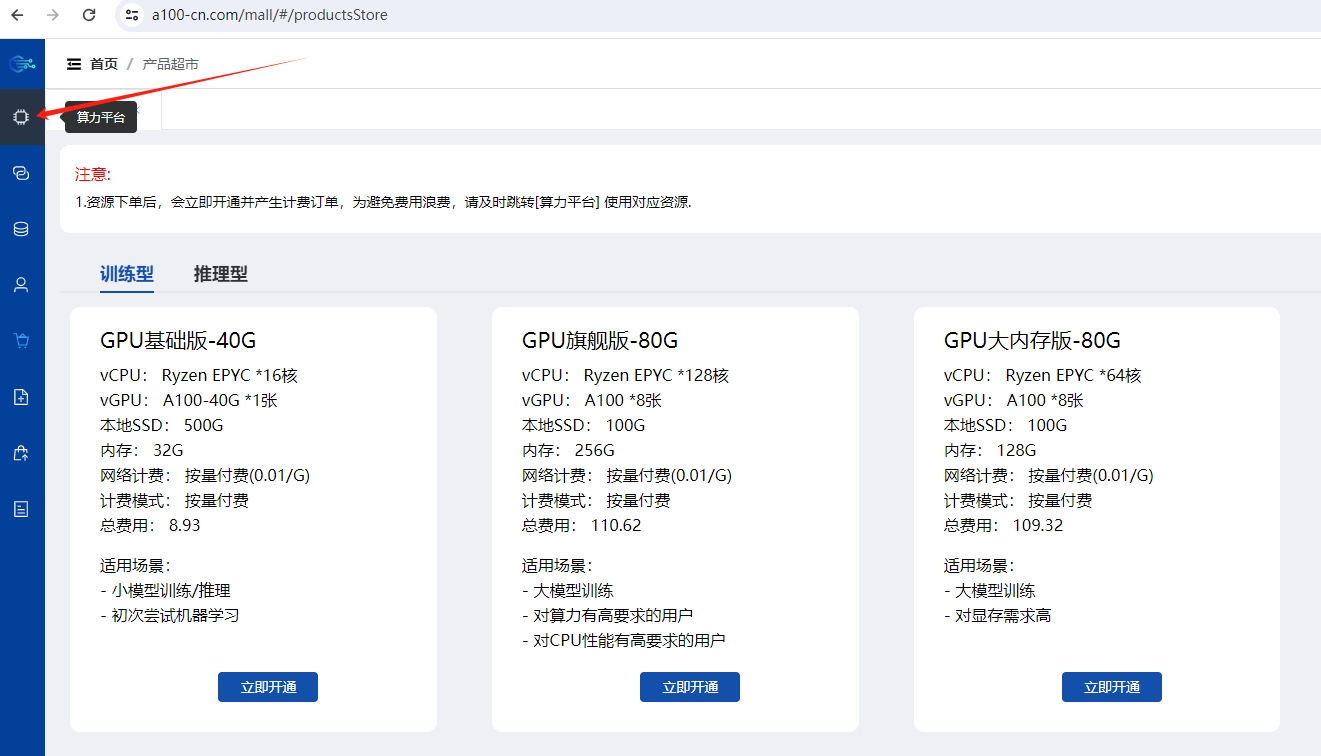 a100-cn.com/mall/#/productsStore
首页 / 产品超市
算力平台
注意:
1.资源下单后，会立即开通并产生计费订单，为避免费用浪费，请及时跳转[算力平台] 使用对应资源.
训练型 推理型
GPU基础版-40G
vCPU： Ryzen EPYC *16核
vGPU： A100-40G *1张
本地SSD： 500G
内存： 32G
网络计费： 按量付费(0.01/G)
计费模式： 按量付费
总费用： 8.93
适用场景：
- 小模型训练/推理
- 初次尝试机器学习
立即开通
GPU旗舰版-80G
vCPU： Ryzen EPYC *128核
vGPU： A100 *8张
本地SSD： 100G
内存： 256G
网络计费： 按量付费(0.01/G)
计费模式： 按量付费
总费用： 110.62
适用场景：
- 大模型训练
- 对算力有高要求的用户
- 对CPU性能有高要求的用户
立即开通
GPU大内存版-80G
vCPU： Ryzen EPYC *64核
vGPU： A100 *8张
本地SSD： 100G
内存： 128G
网络计费： 按量付费(0.01/G)
计费模式： 按量付费
总费用： 109.32
适用场景：
- 大模型训练
- 对显存需求高
立即开通